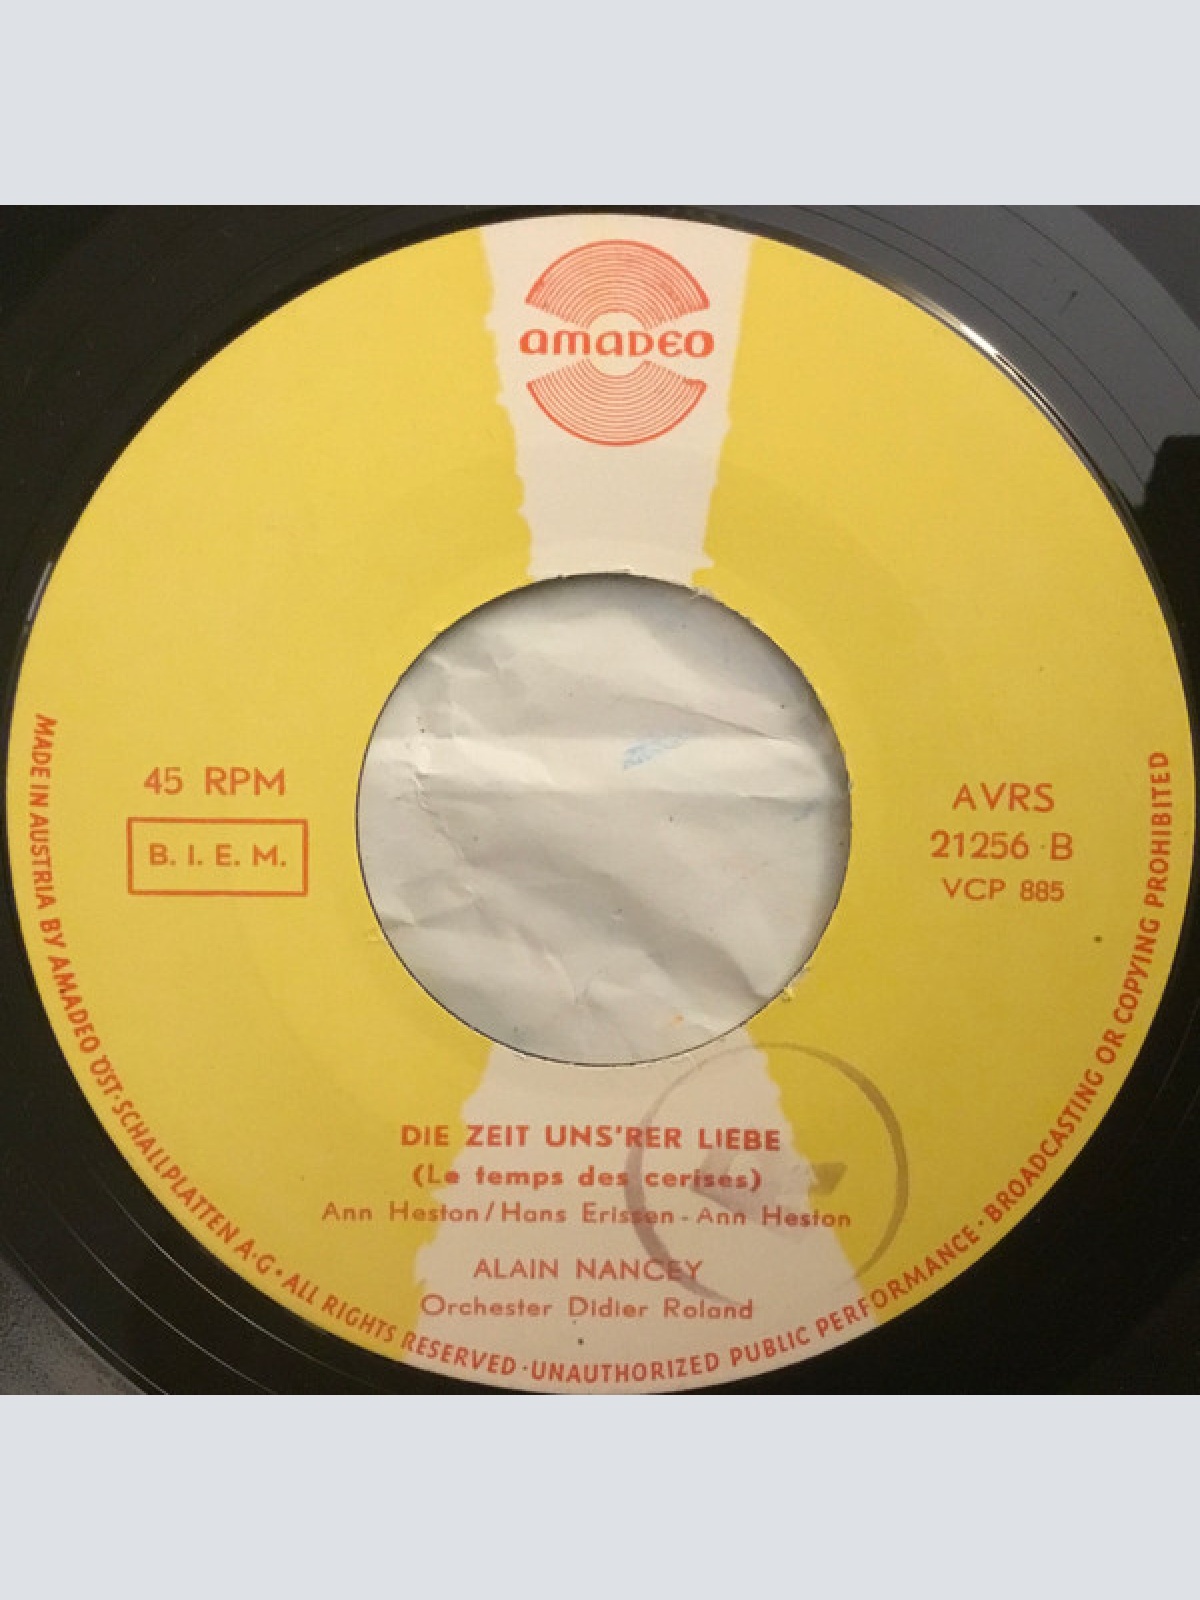 AMADEO
45 RPM
B. I. E. M.
AVRS
21256 B
VCP 885
DIE ZEIT UNS'RER LIEBE
(Le temps des cerises)
Ann Heston/Hans Erissen-Ann Heston
ALAIN NANCEY
Orchester Didier Roland
MADE IN AUSTRIA BY AMADEO ÖST·SCHALLPLATTEN A·G·ALL RIGHTS RESERVED·UNAUTHORIZED PUBLIC PERFORMANCE·BROADCASTING OR COPYING PROHIBITED